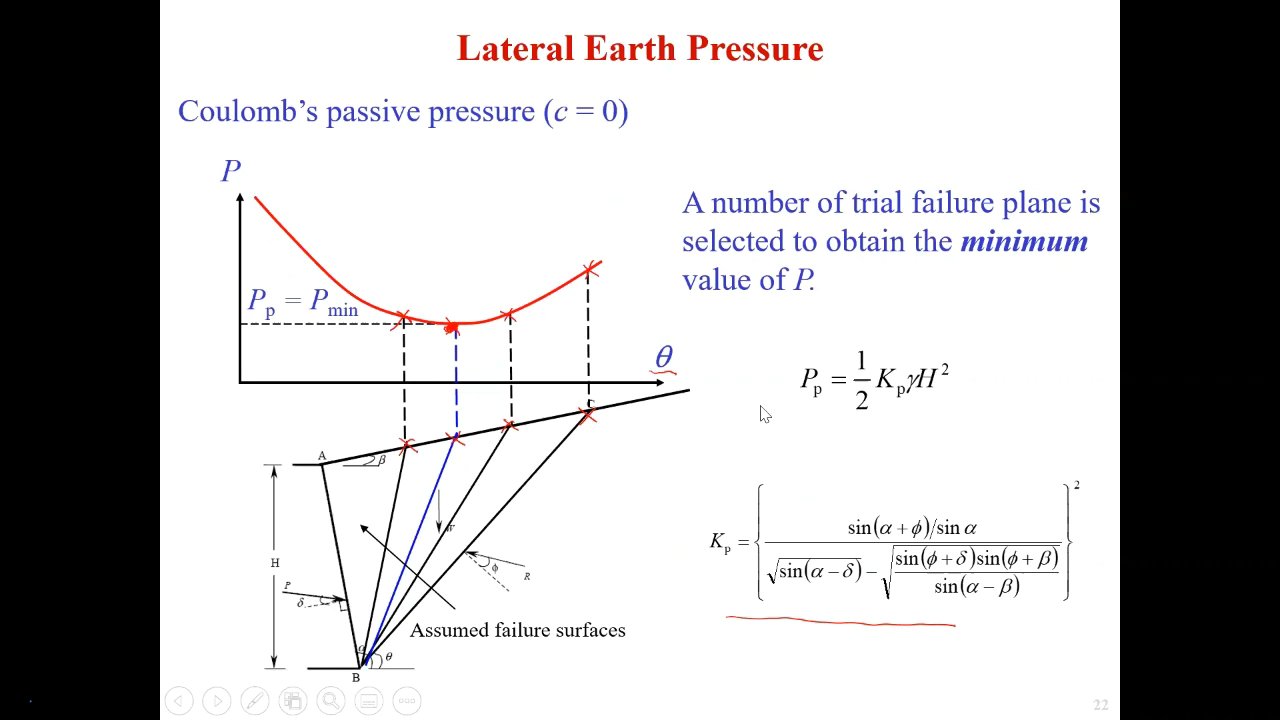 Lateral Earth Pressure
Coulomb's passive pressure (c = 0)
P
A number of trial failure plane is
selected to obtain the minimum
value of P.
P_p = P_min
θ
P_p = 1/2 K_p γH^2
C
A
β
W
H
ϕ
R
P
δ
K_p = { sin(α + ϕ)/sin α / ( √sin(α − δ) − √( sin(ϕ + δ)sin(ϕ + β) / sin(α − β) ) ) }^2
Assumed failure surfaces
α
θ
B
22